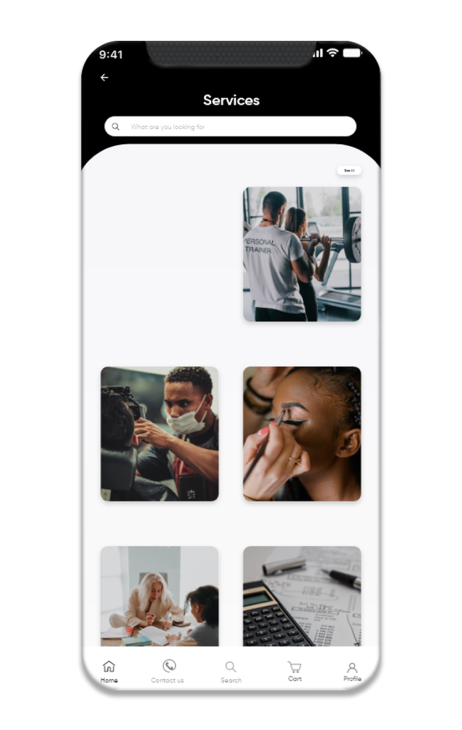 9:41
Services
What are you looking for
See All
PERSONAL
TRAINER
Home
Contact us
Search
Cart
Profile